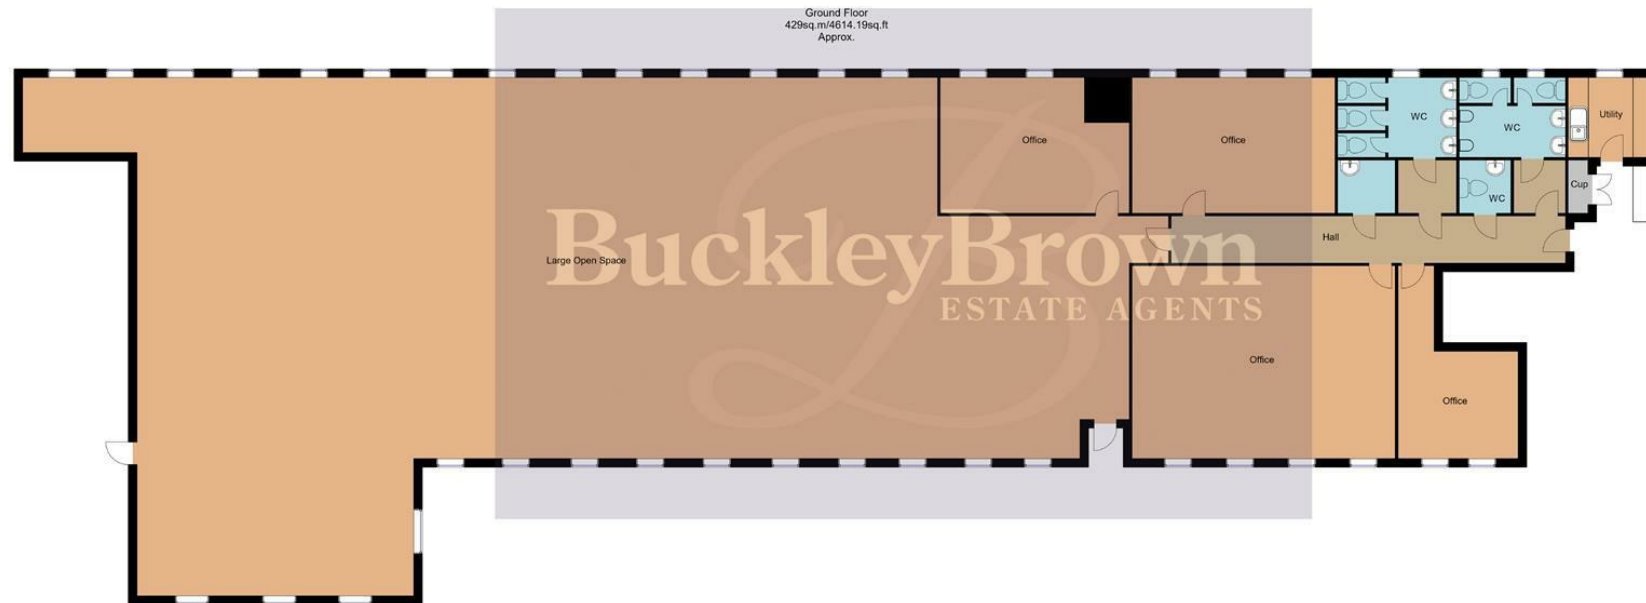 Ground Floor
429sq.m/4614.19sq.ft
Approx.
Office
Office
WC
WC
Utility
Cup
WC
Hall
Large Open Space
BuckleyBrown
ESTATE AGENTS
Office
Office